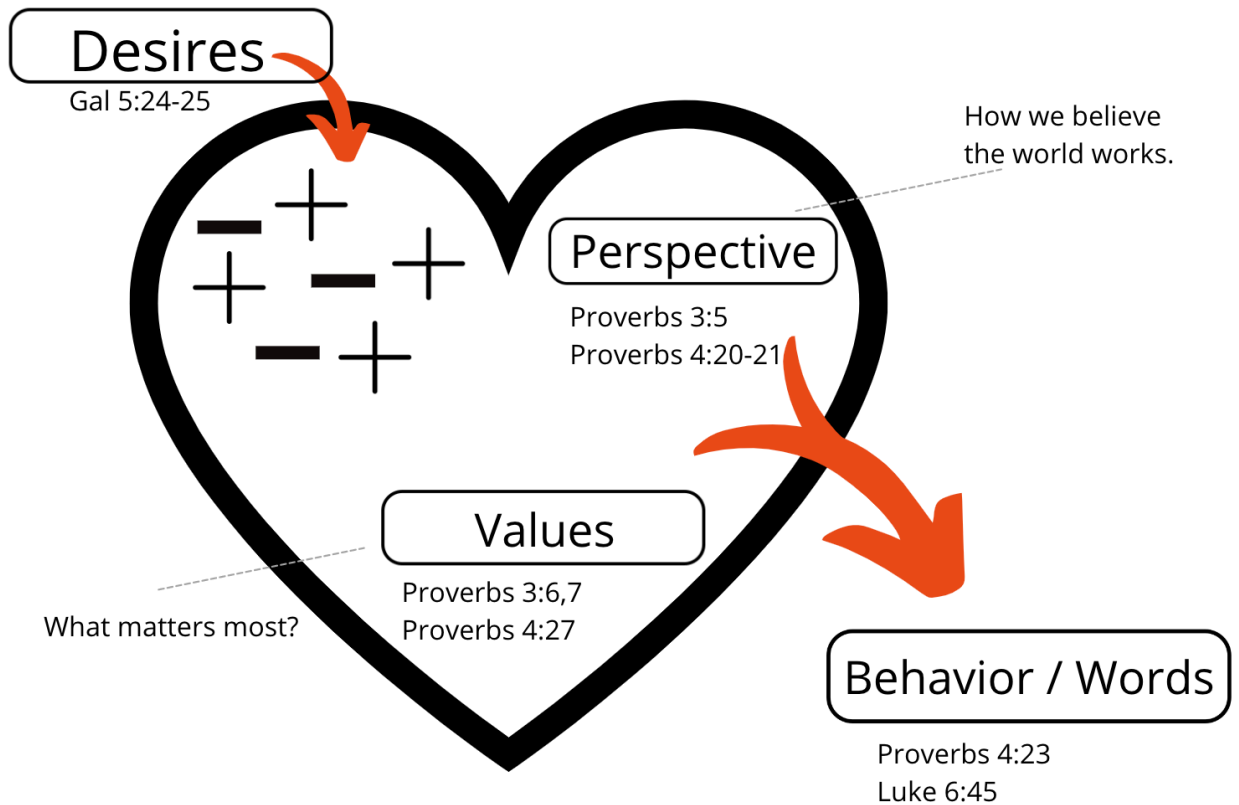 Desires
Gal 5:24-25
How we believe
the world works.
Perspective
Proverbs 3:5
Proverbs 4:20-21
Values
Proverbs 3:6,7
Proverbs 4:27
What matters most?
Behavior / Words
Proverbs 4:23
Luke 6:45